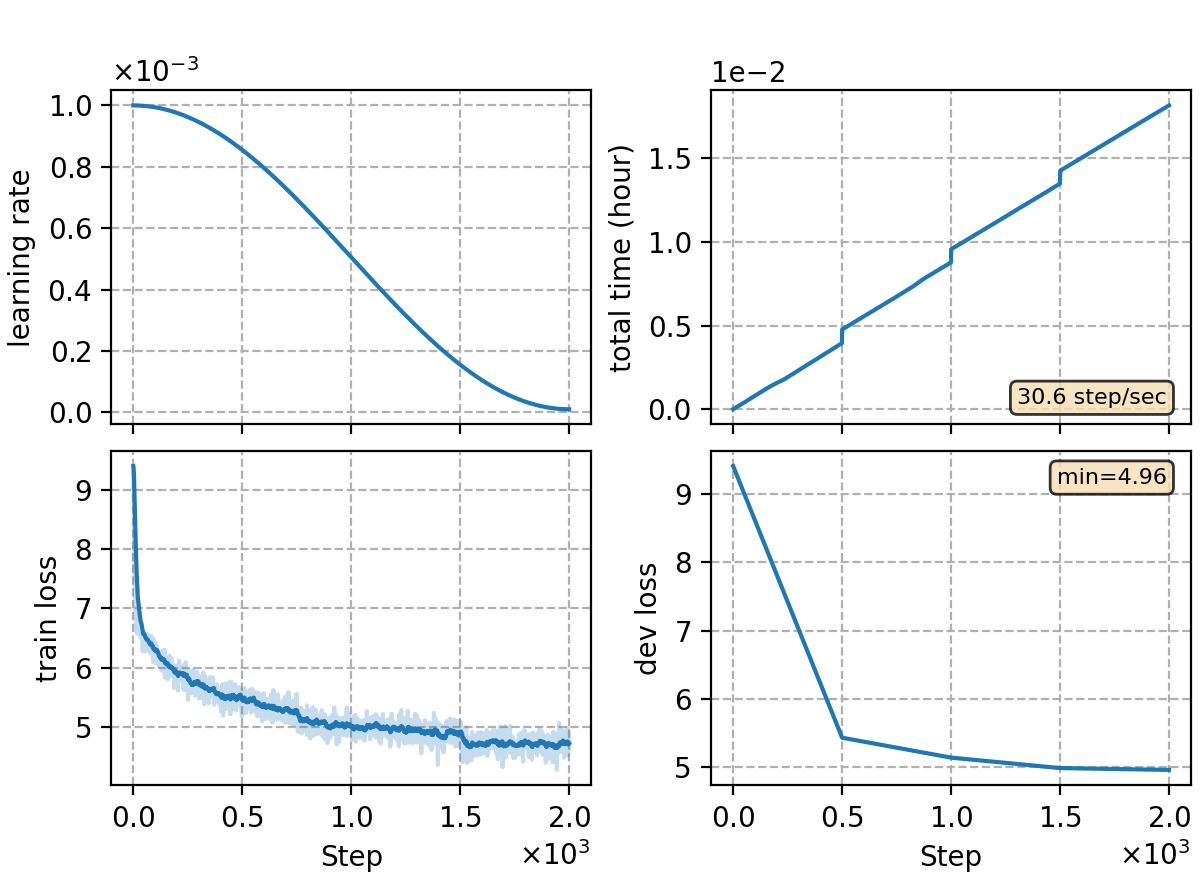 ×10⁻³
learning rate
1.0
0.8
0.6
0.4
0.2
0.0
1e−2
total time (hour)
1.5
1.0
0.5
0.0
30.6 step/sec
train loss
9
8
7
6
5
0.0 0.5 1.0 1.5 2.0
Step
×10³
dev loss
9
8
7
6
5
min=4.96
0.0 0.5 1.0 1.5 2.0
Step
×10³